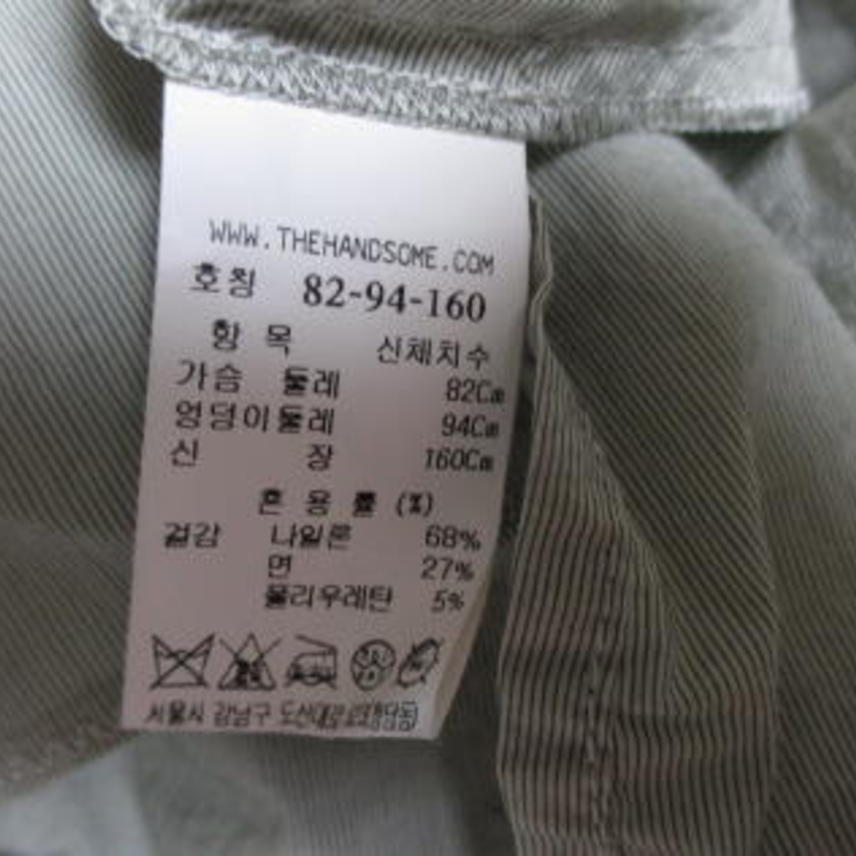 WWW.THEHANDSOME.COM
호칭 82-94-160
항 목 신체치수
가슴 둘레 82Cm
엉덩이둘레 94Cm
신 장 160Cm
혼 용 률 (%)
겉감 나일론 68%
면 27%
폴리우레탄 5%
서울시 강남구